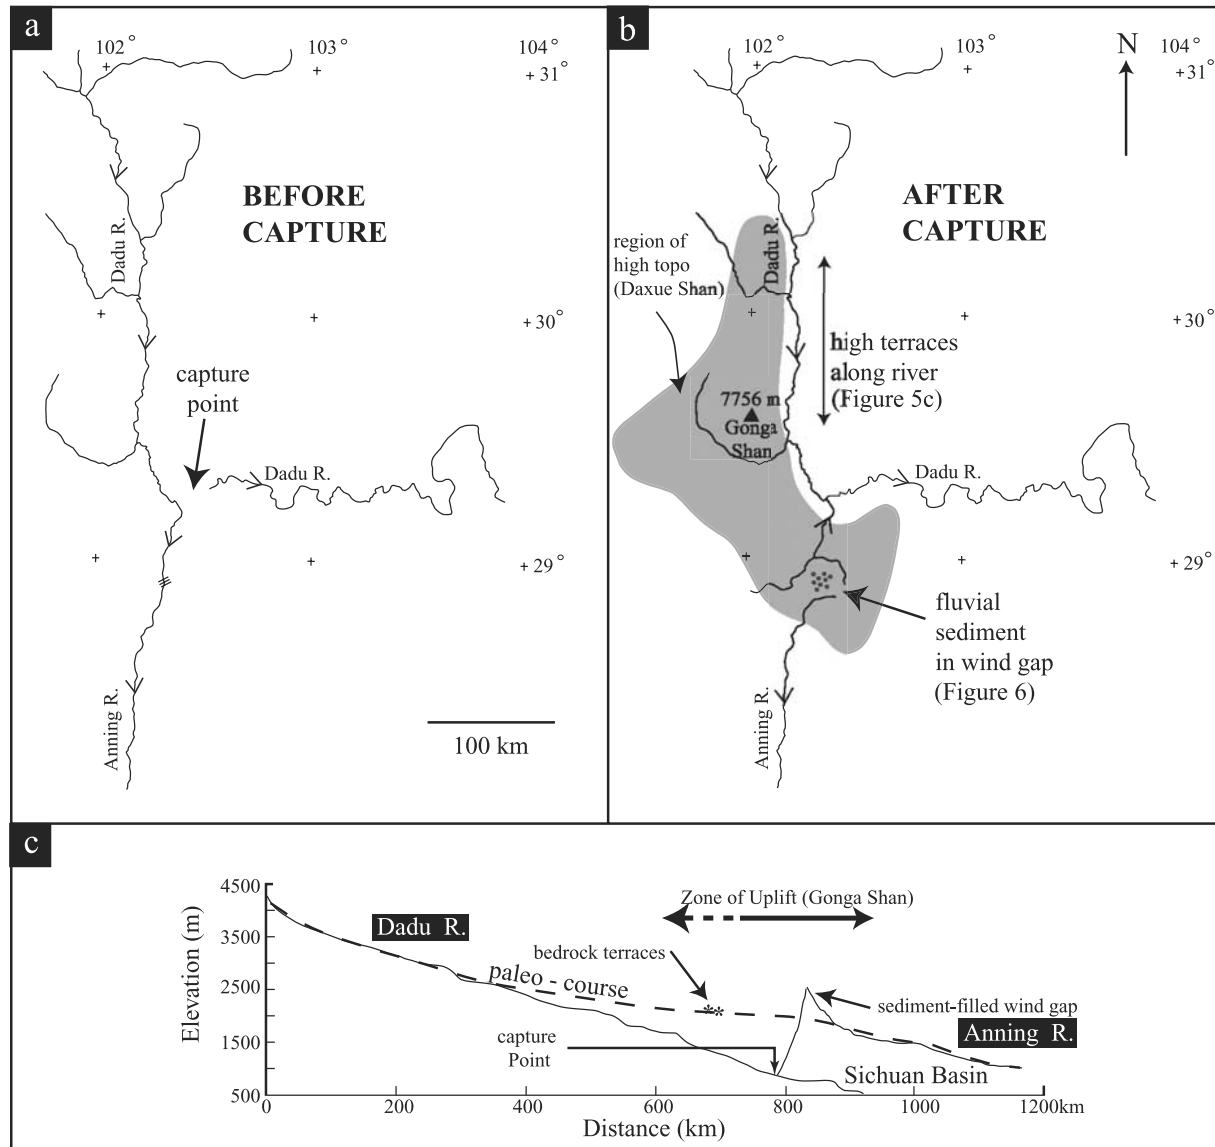 a
102°
103°
104°
+31°
BEFORE
CAPTURE
Dadu R.
+30°
capture
point
Dadu R.
+29°
Anning R.
100 km
b
102°
103°
104°
+31°
N
AFTER
CAPTURE
region of
high topo
(Daxue Shan)
Dadu R.
+30°
high terraces
along river
(Figure 5c)
7756 m
Gonga
Shan
Dadu R.
+29°
fluvial
sediment
in wind gap
(Figure 6)
Anning R.
c
Elevation (m)
4500
3500
2500
1500
500
Zone of Uplift (Gonga Shan)
Dadu R.
bedrock terraces
paleo - course
sediment-filled wind gap
Anning R.
capture
Point
Sichuan Basin
0
200
400
600
800
1000
1200km
Distance (km)